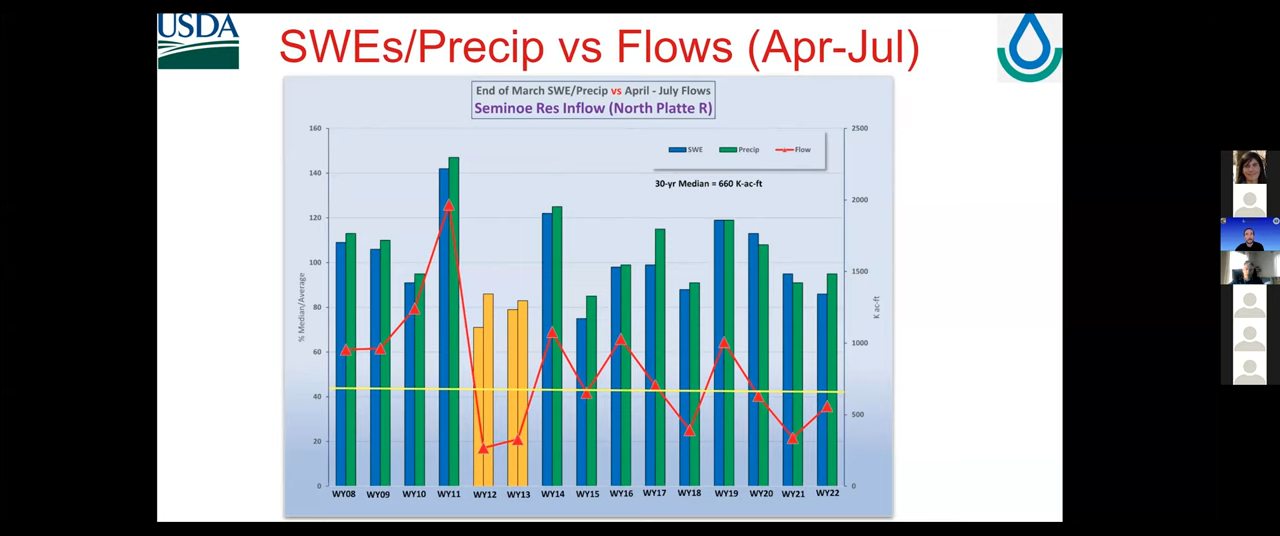 USDA
SWEs/Precip vs Flows (Apr-Jul)
End of March SWE/Precip vs April - July Flows
Seminoe Res Inflow (North Platte R)
160
140
120
100
80
60
40
20
0
% Median/Average
SWE Precip Flow
30-yr Median = 660 K-ac-ft
2500
2000
1500
1000
500
0
K ac-ft
WY08 WY09 WY10 WY11 WY12 WY13 WY14 WY15 WY16 WY17 WY18 WY19 WY20 WY21 WY22